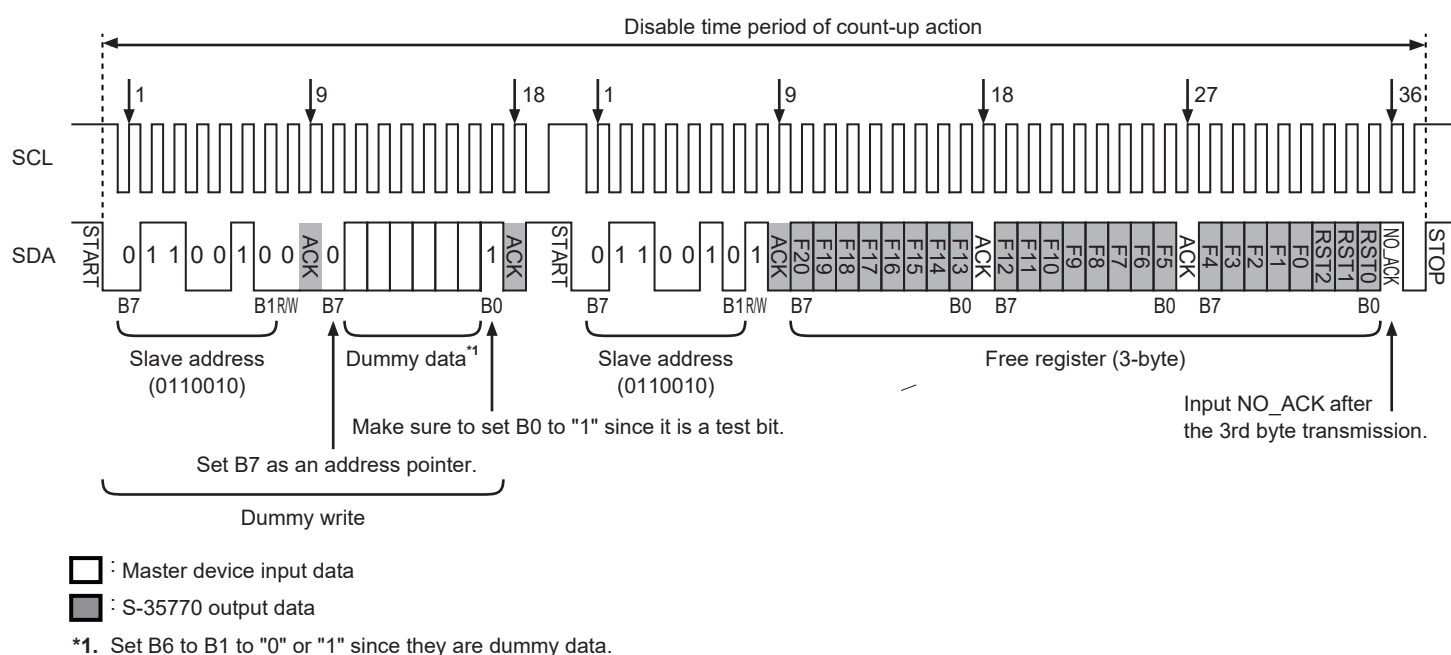 Disable time period of count-up action
1 9 18 1 9 18 27 36
SCL
SDA
START 0 1 1 0 0 1 0 0 ACK 0 1 ACK START 0 1 1 0 0 1 0 1 ACK F20 F19 F18 F17 F16 F15 F14 F13 ACK F12 F11 F10 F9 F8 F7 F6 F5 ACK F4 F3 F2 F1 F0 RST2 RST1 RST0 NO_ACK STOP
B7 B1 R/W B7 B0 B7 B1 R/W B7 B0 B7 B0 B7 B0
Slave address
(0110010)
Dummy data*1
Slave address
(0110010)
Free register (3-byte)
Input NO_ACK after
the 3rd byte transmission.
Make sure to set B0 to "1" since it is a test bit.
Set B7 as an address pointer.
Dummy write
: Master device input data
: S-35770 output data
*1. Set B6 to B1 to "0" or "1" since they are dummy data.